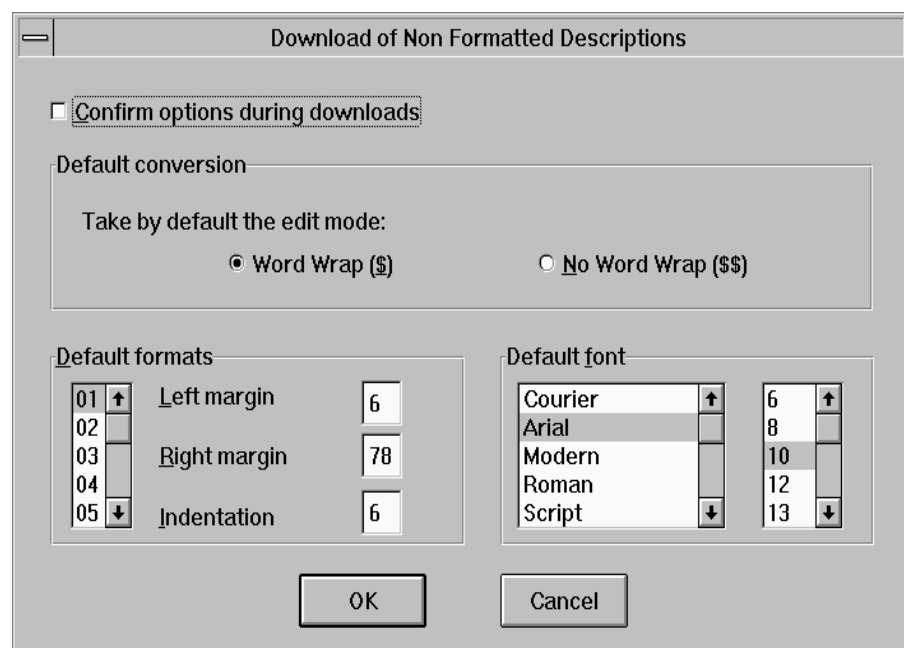 Download of Non Formatted Descriptions
Confirm options during downloads
Default conversion
Take by default the edit mode:
Word Wrap ($) No Word Wrap ($$)
Default formats
01
02
03
04
05
Left margin 6
Right margin 78
Indentation 6
Default font
Courier
Arial
Modern
Roman
Script
6
8
10
12
13
OK Cancel